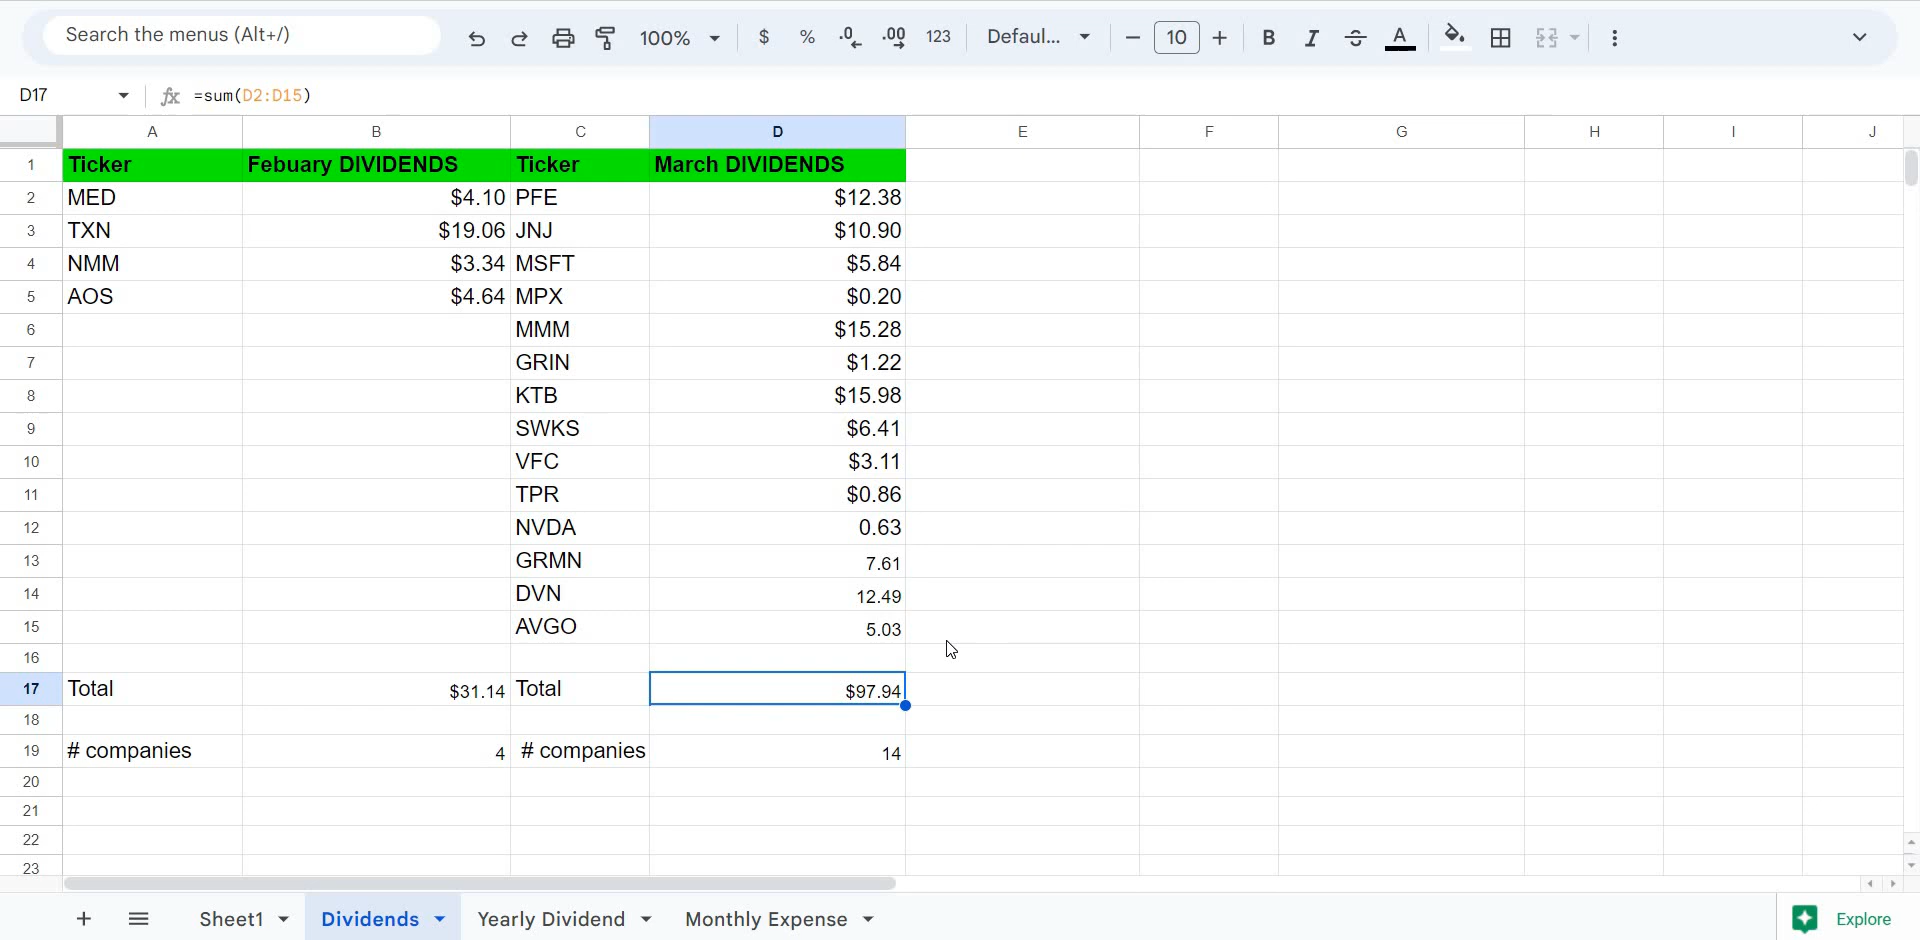 Search the menus (Alt+/) 100% $ % .0 .00 123 Defaul... − 10 + B I S A
D17 fx =sum(D2:D15)
A B C D E F G H I J
1 Ticker Febuary DIVIDENDS Ticker March DIVIDENDS
2 MED $4.10 PFE $12.38
3 TXN $19.06 JNJ $10.90
4 NMM $3.34 MSFT $5.84
5 AOS $4.64 MPX $0.20
6 MMM $15.28
7 GRIN $1.22
8 KTB $15.98
9 SWKS $6.41
10 VFC $3.11
11 TPR $0.86
12 NVDA 0.63
13 GRMN 7.61
14 DVN 12.49
15 AVGO 5.03
16
17 Total $31.14 Total $97.94
18
19 # companies 4 # companies 14
20
21
22
23
+ Sheet1 Dividends Yearly Dividend Monthly Expense Explore